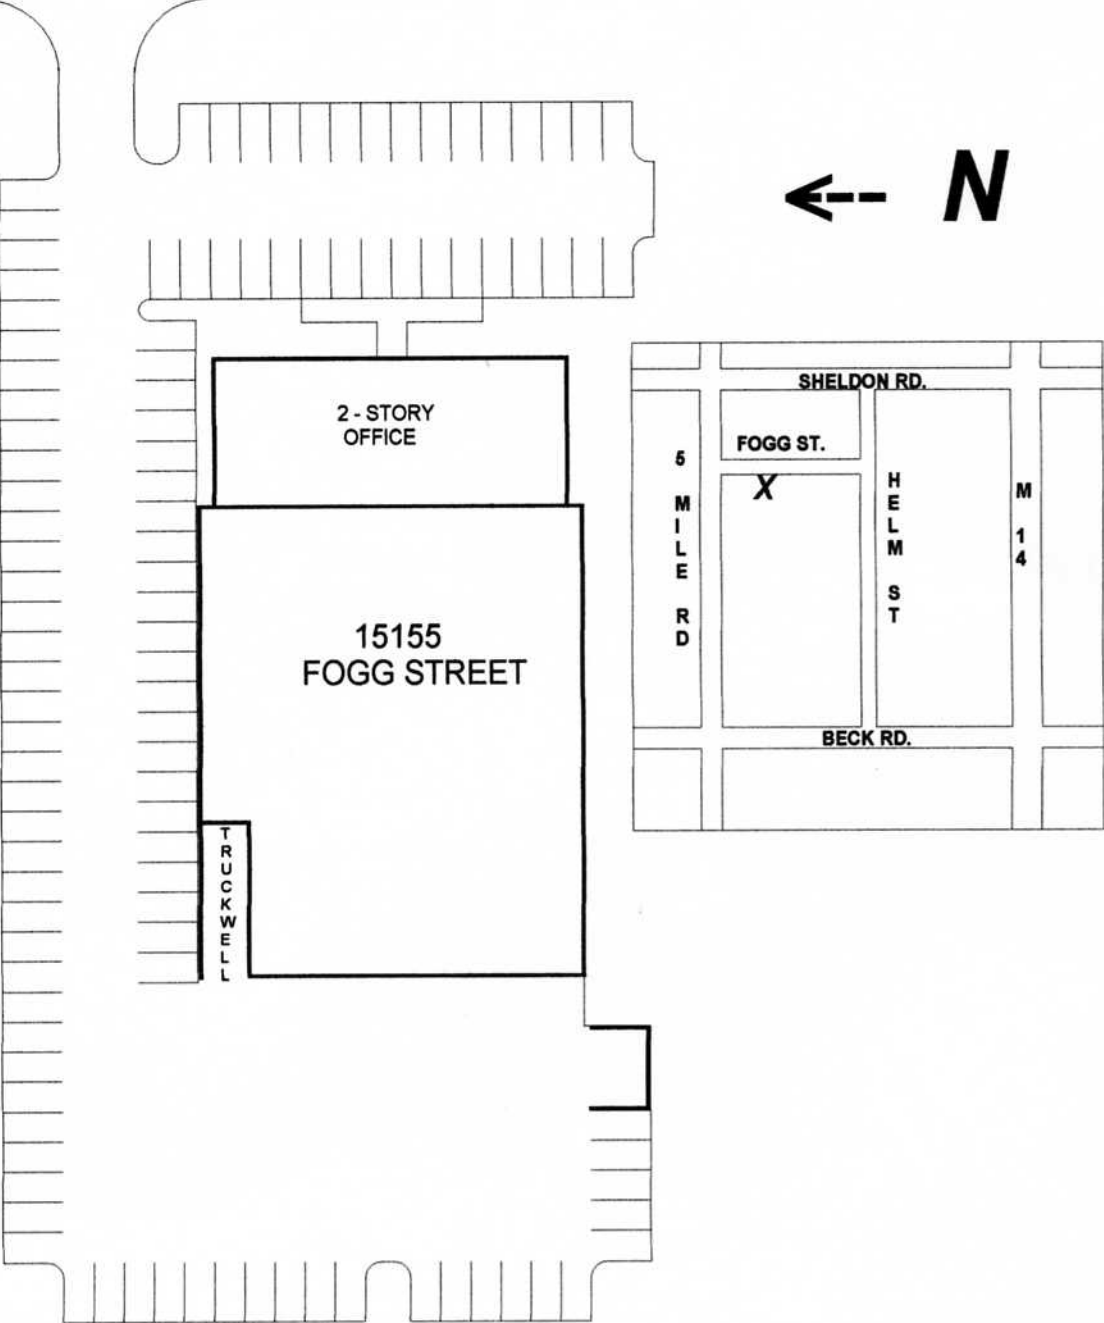 N
2 - STORY
OFFICE
15155
FOGG STREET
TRUCKWELL
SHELDON RD.
FOGG ST.
X
5 MILE RD
HELM ST
M 14
BECK RD.